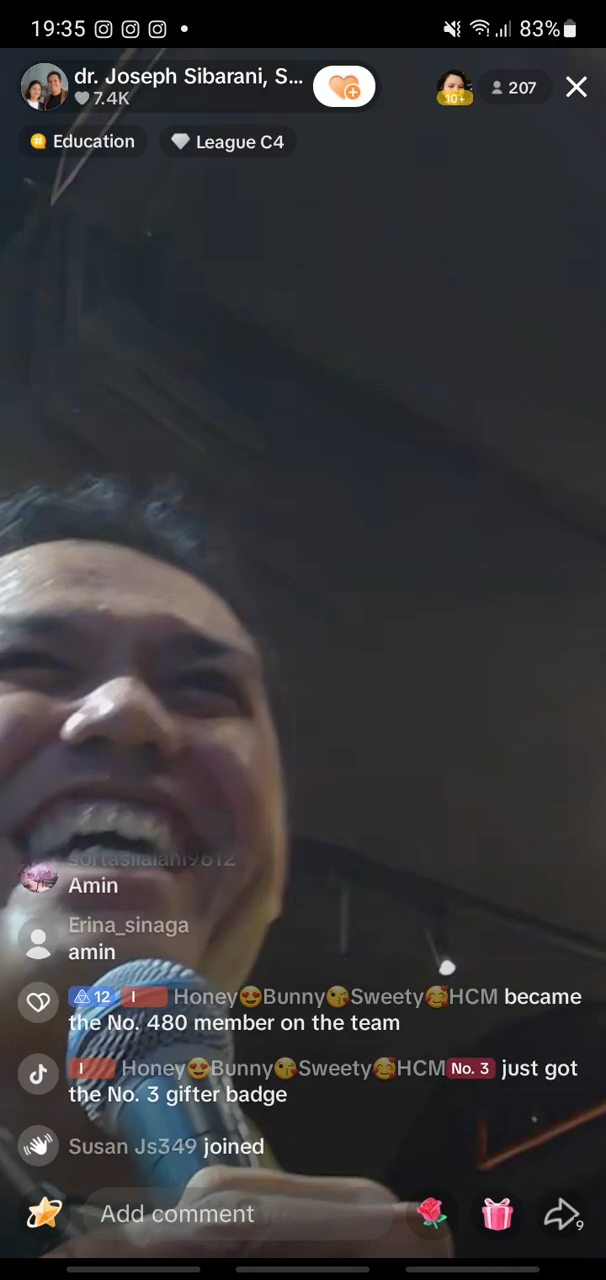 19:35
83%
dr. Joseph Sibarani, S...
7.4K
10+
207
Education
League C4
sortasilalahi9612
Amin
Erina_sinaga
amin
12 I Honey😍Bunny😘Sweety🥰HCM became
the No. 480 member on the team
I Honey😍Bunny😘Sweety🥰HCM No. 3 just got
the No. 3 gifter badge
Susan Js349 joined
Add comment
9